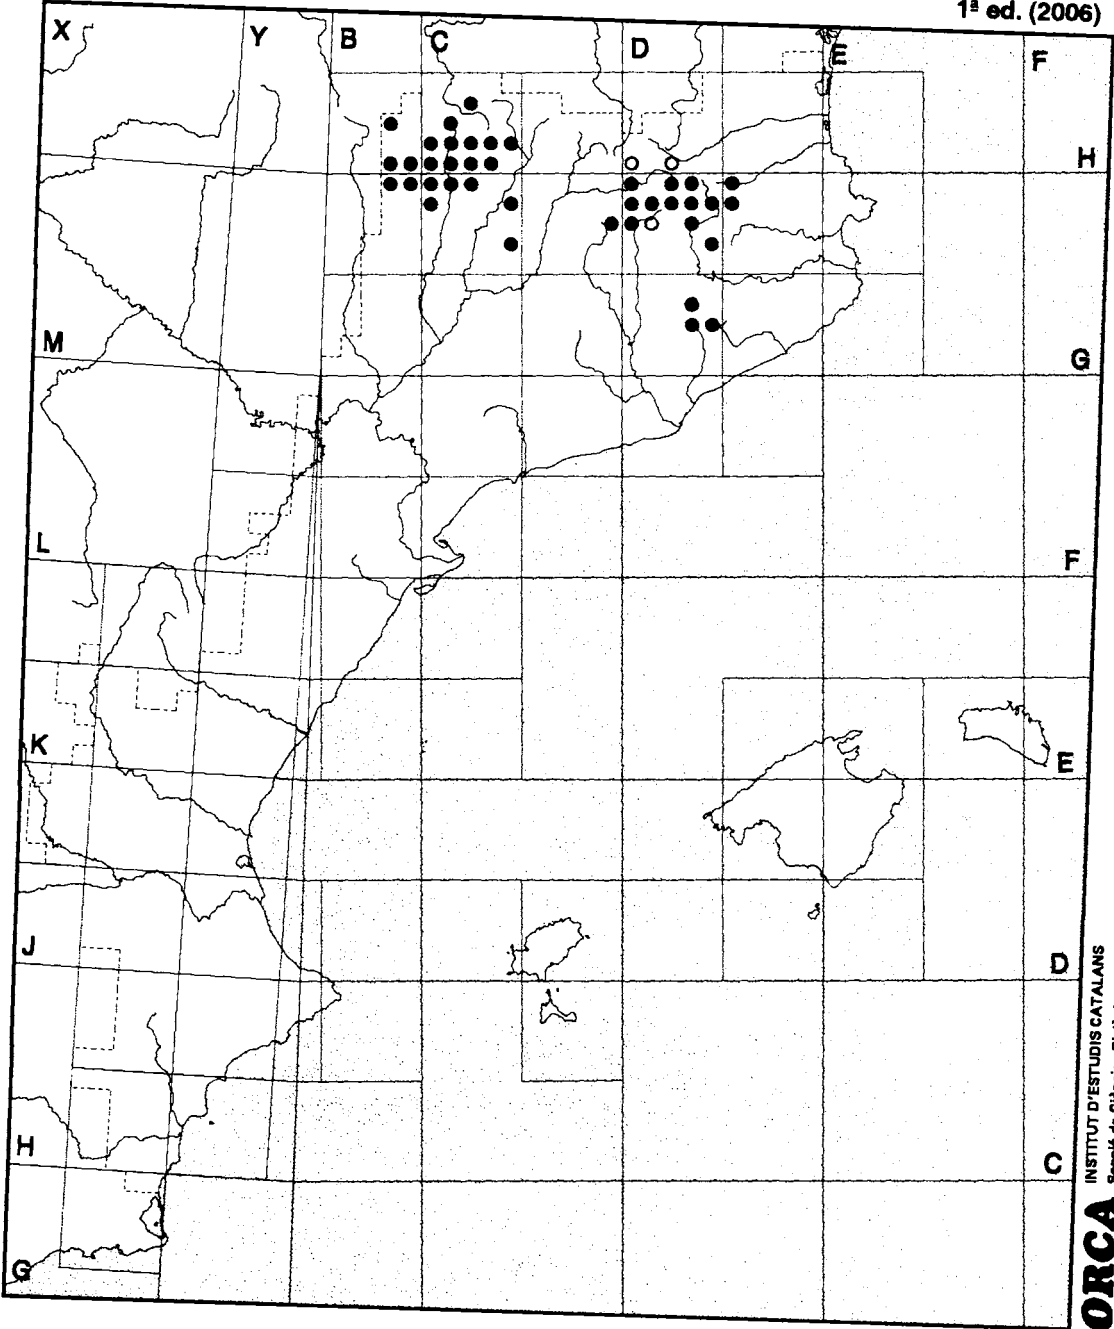 1ª ed. (2006)
X Y B C D E F
H
M G
L F
K E
J D
H C
G
ORCA
INSTITUT D'ESTUDIS CATALANS